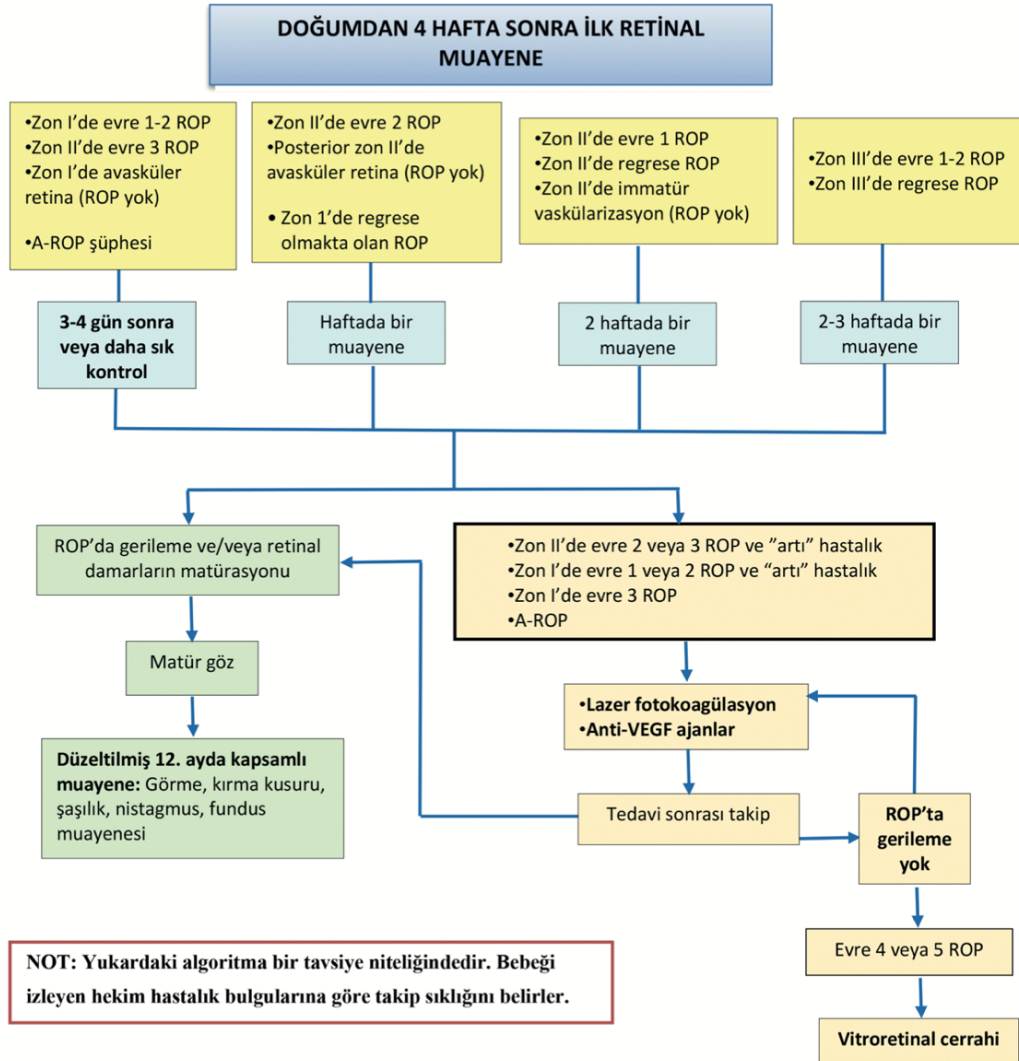 DOĞUMDAN 4 HAFTA SONRA İLK RETİNAL
MUAYENE
•Zon I’de evre 1-2 ROP
•Zon II’de evre 3 ROP
•Zon I’de avasküler
retina (ROP yok)
•A-ROP şüphesi
•Zon II’de evre 2 ROP
•Posterior zon II’de
avasküler retina (ROP yok)
• Zon 1’de regrese
olmakta olan ROP
•Zon II’de evre 1 ROP
•Zon II’de regrese ROP
•Zon II’de immatür
vaskülarizasyon (ROP yok)
•Zon III’de evre 1-2 ROP
•Zon III’de regrese ROP
3-4 gün sonra
veya daha sık
kontrol
Haftada bir
muayene
2 haftada bir
muayene
2-3 haftada bir
muayene
ROP’da gerileme ve/veya retinal
damarların matürasyonu
•Zon II’de evre 2 veya 3 ROP ve ”artı” hastalık
•Zon I’de evre 1 veya 2 ROP ve “artı” hastalık
•Zon I’de evre 3 ROP
•A-ROP
Matür göz
•Lazer fotokoagülasyon
•Anti-VEGF ajanlar
Düzeltilmiş 12. ayda kapsamlı
muayene: Görme, kırma kusuru,
şaşılık, nistagmus, fundus
muayenesi
Tedavi sonrası takip
ROP’ta
gerileme
yok
Evre 4 veya 5 ROP
Vitroretinal cerrahi
NOT: Yukardaki algoritma bir tavsiye niteliğindedir. Bebeği
izleyen hekim hastalık bulgularına göre takip sıklığını belirler.